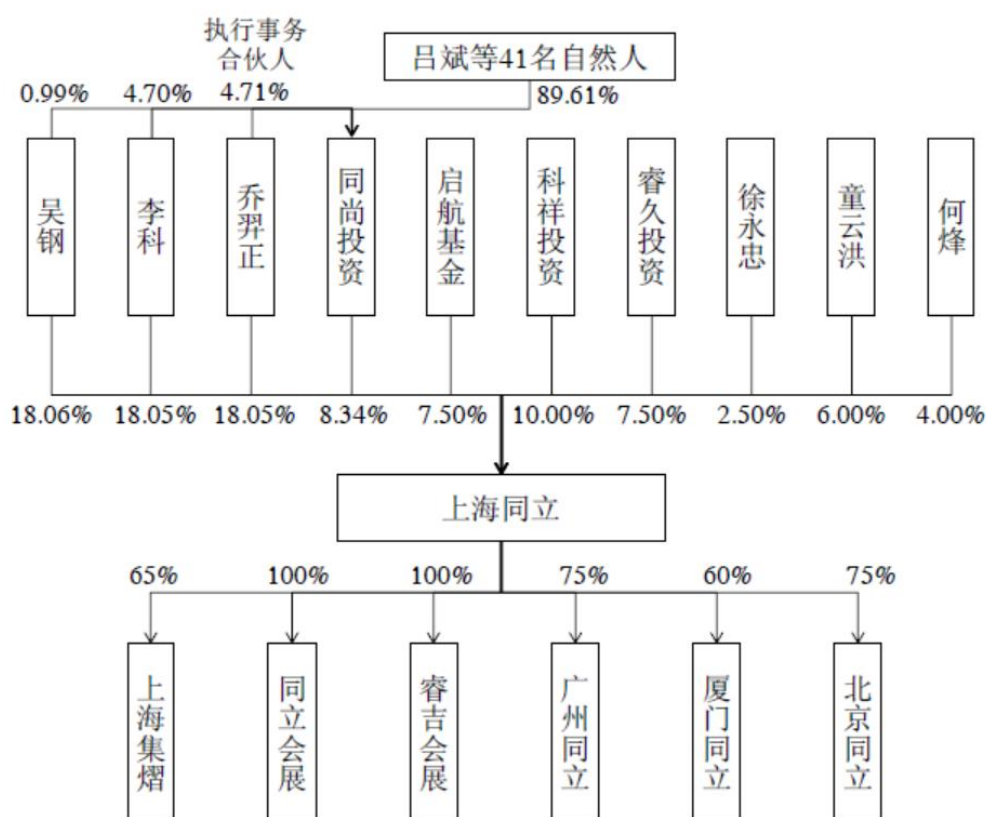 执行事务
合伙人
吕斌等41名自然人
0.99% 4.70% 4.71% 89.61%
吴钢 李科 乔羿正 同尚投资 启航基金 科祥投资 睿久投资 徐永忠 童云洪 何烽
18.06% 18.05% 18.05% 8.34% 7.50% 10.00% 7.50% 2.50% 6.00% 4.00%
上海同立
65% 100% 100% 75% 60% 75%
上海集熠 同立会展 睿吉会展 广州同立 厦门同立 北京同立